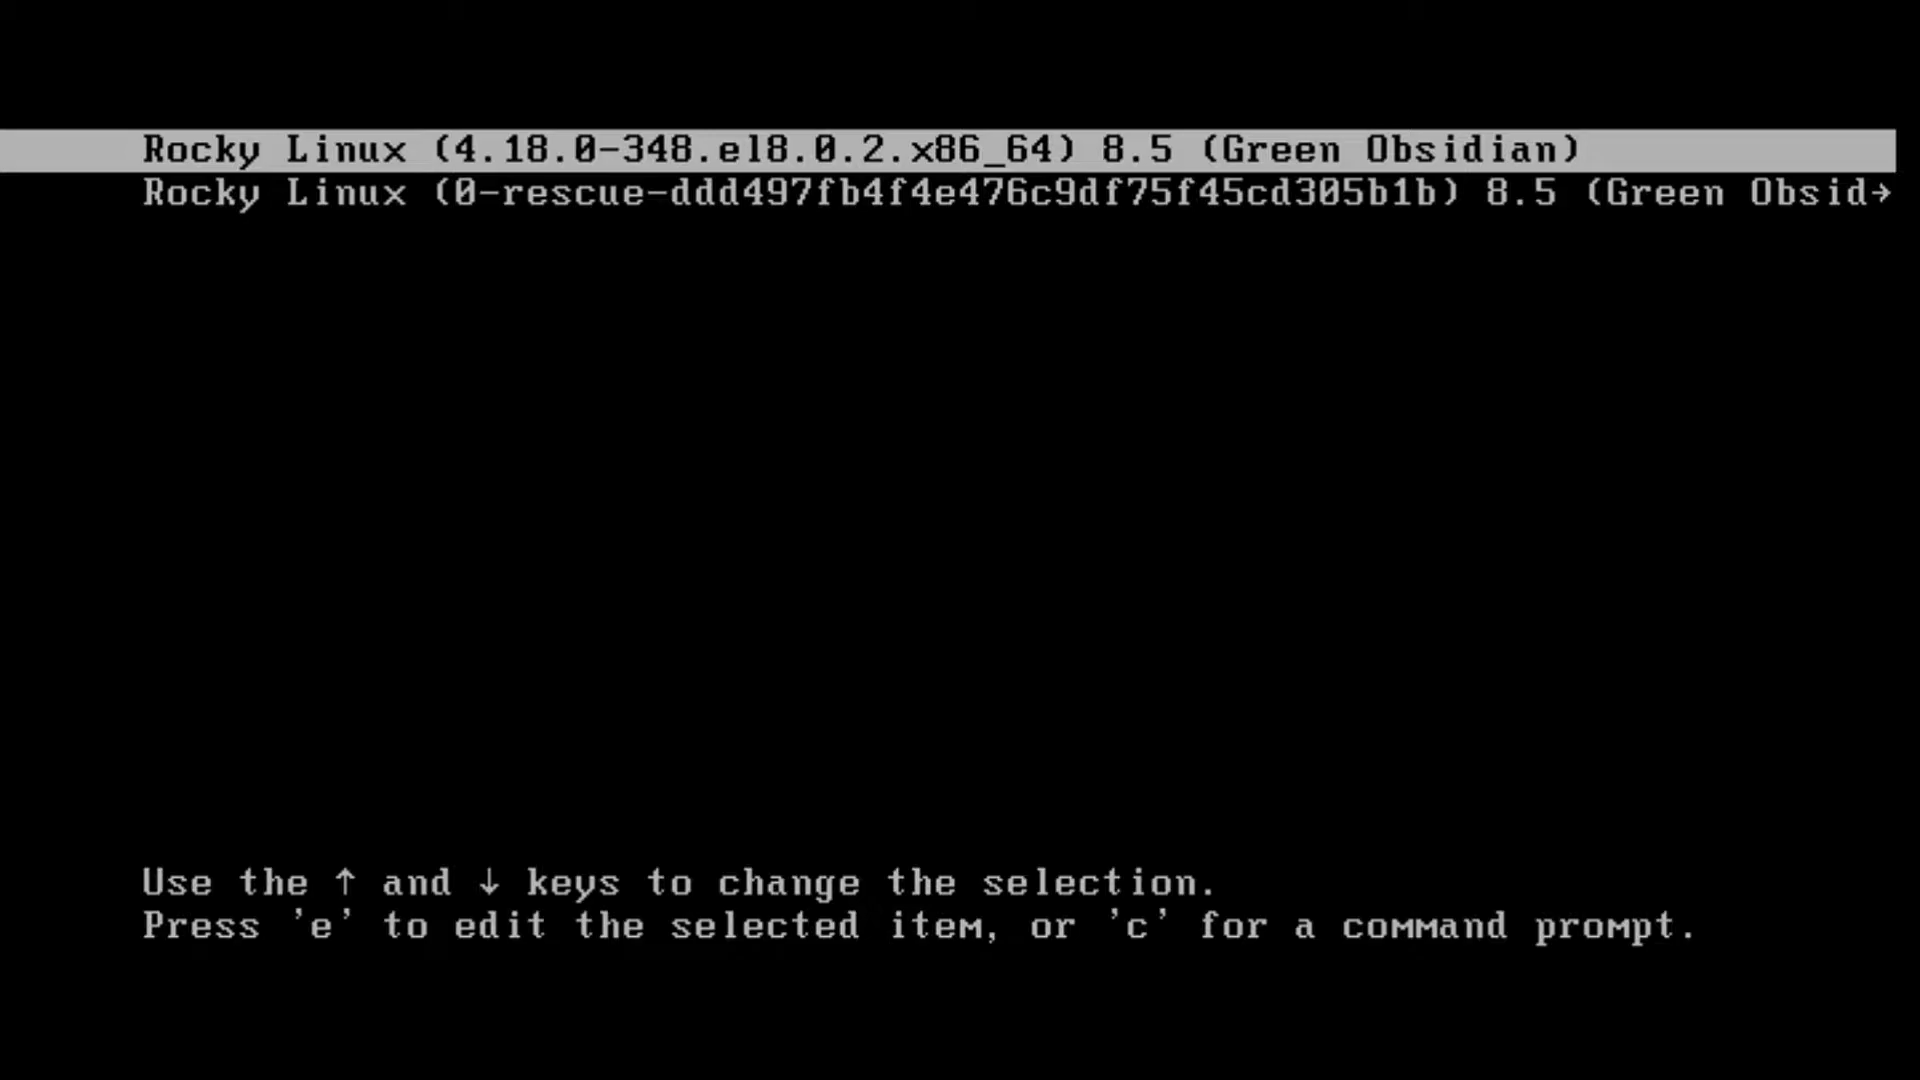 Rocky Linux (4.18.0-348.el8.0.2.x86_64) 8.5 (Green Obsidian)
Rocky Linux (0-rescue-ddd497fb4f4e476c9df75f45cd305b1b) 8.5 (Green Obsid→
Use the ↑ and ↓ keys to change the selection.
Press 'e' to edit the selected item, or 'c' for a command prompt.